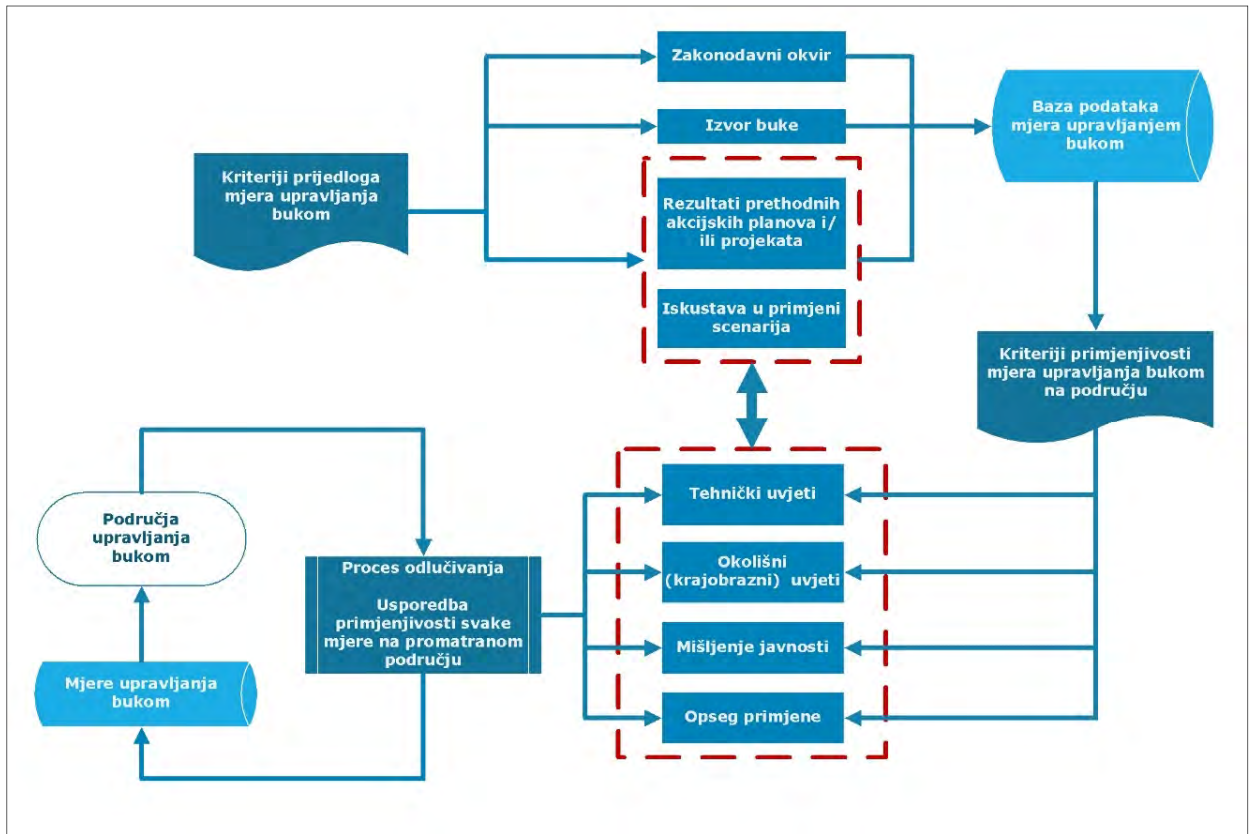 Zakonodavni okvir
Izvor buke
Baza podataka
mjera upravljanjem
bukom
Kriteriji prijedloga
mjera upravljanja
bukom
Rezultati prethodnih
akcijskih planova i/
ili projekata
Iskustava u primjeni
scenarija
Kriteriji primjenjivosti
mjera upravljanja bukom
na području
Tehnički uvjeti
Okolišni
(krajobrazni) uvjeti
Mišljenje javnosti
Opseg primjene
Proces odlučivanja
Usporedba
primjenjivosti svake
mjere na promatranom
području
Područja
upravljanja
bukom
Mjere upravljanja
bukom